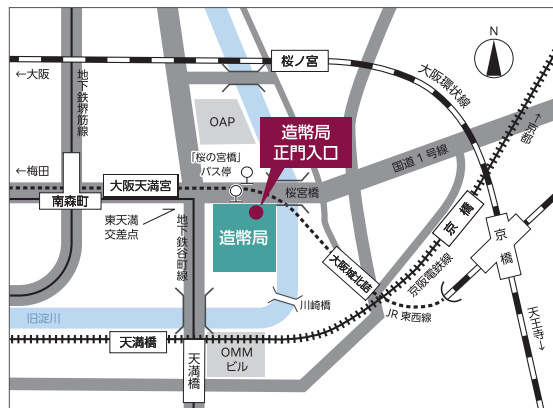 N
桜ノ宮
←大阪
大阪環状線
←京都
地下鉄堺筋線
OAP
造幣局
正門入口
国道1号線
「桜の宮橋」
バス停
←梅田
大阪天満宮
桜宮橋
南森町
東天満
交差点
地下鉄谷町線
造幣局
京橋
京橋
大阪城北詰
京阪電鉄線
旧淀川
川崎橋
JR東西線
天王寺→
天満橋
天満橋
OMM
ビル